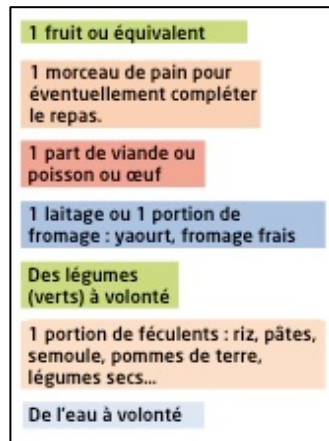 1 fruit ou équivalent
1 morceau de pain pour
éventuellement compléter
le repas.
1 part de viande ou
poisson ou œuf
1 laitage ou 1 portion de
fromage : yaourt, fromage frais
Des légumes
(verts) à volonté
1 portion de féculents : riz, pâtes,
semoule, pommes de terre,
légumes secs...
De l'eau à volonté